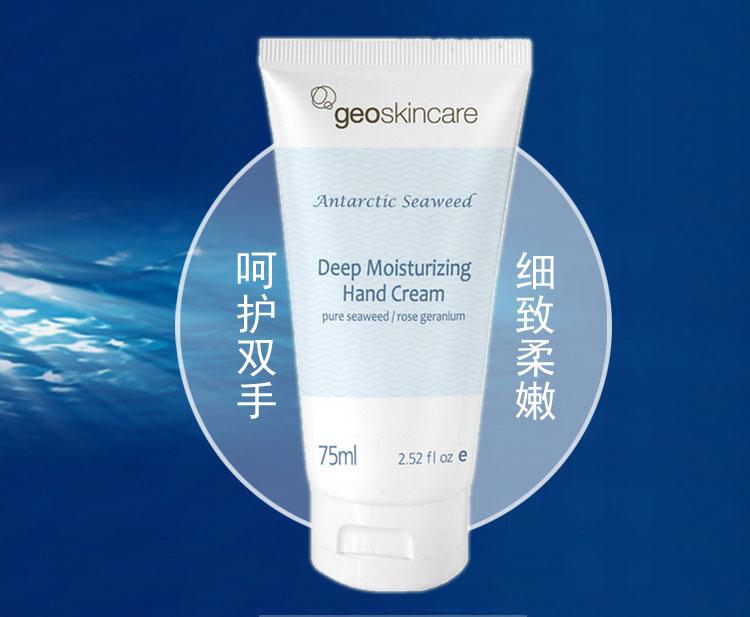 geoskincare
Antarctic Seaweed
Deep Moisturizing
Hand Cream
pure seaweed / rose geranium
75ml 2.52 fl oz e
呵护双手
细致柔嫩